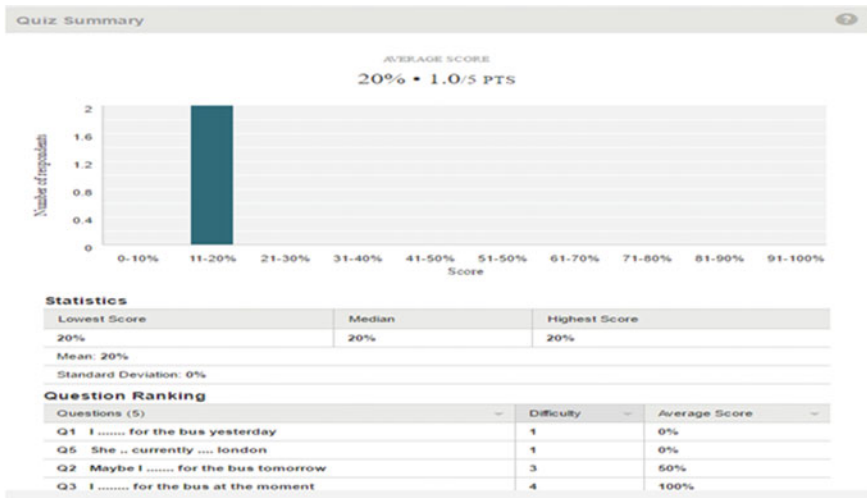 Quiz Summary ?
AVERAGE SCORE
20% • 1.0/5 PTS
2
1.6
1.2
0.8
0.4
0
Number of respondents
0-10% 11-20% 21-30% 31-40% 41-50% 51-50% 61-70% 71-80% 81-90% 91-100%
Score
Statistics
Lowest Score Median Highest Score
20% 20% 20%
Mean: 20%
Standard Deviation: 0%
Question Ranking
Questions (5) Difficulty Average Score
Q1 I ....... for the bus yesterday 1 0%
Q5 She .. currently .... london 1 0%
Q2 Maybe I ....... for the bus tomorrow 3 50%
Q3 I ........ for the bus at the moment 4 100%